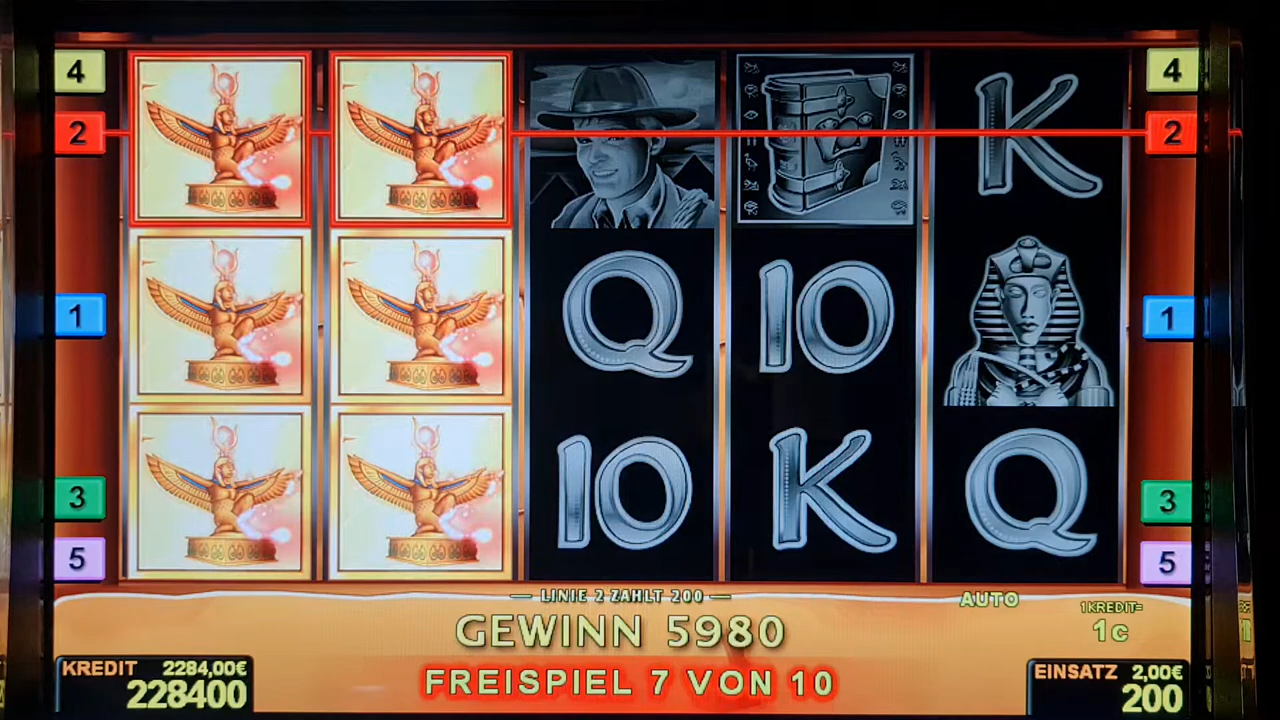 4 4
2 2
K
Q 10
1 1
10 K Q
3 3
5 5
LINIE 2 ZAHLT 200
AUTO
1KREDIT=
1c
GEWINN 5980
KREDIT 2284,00€
228400
FREISPIEL 7 VON 10
EINSATZ 2,00€
200